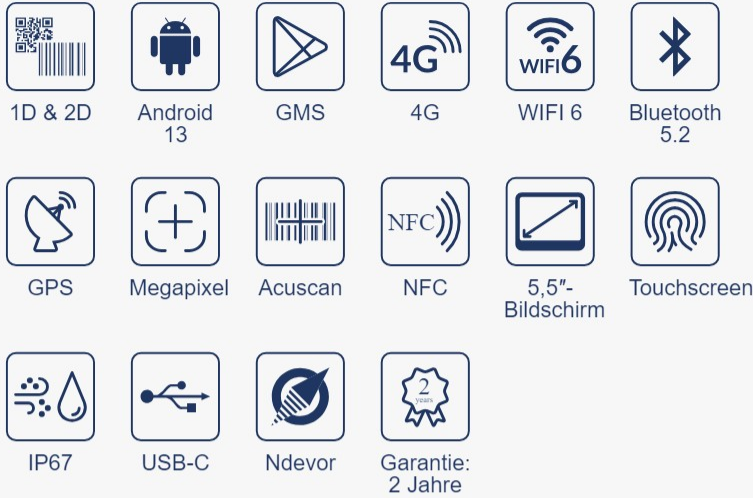 4G
WIFI6
1D & 2D
Android
13
GMS
4G
WIFI 6
Bluetooth
5.2
NFC
GPS
Megapixel
Acuscan
NFC
5,5"-
Bildschirm
Touchscreen
2
years
IP67
USB-C
Ndevor
Garantie:
2 Jahre